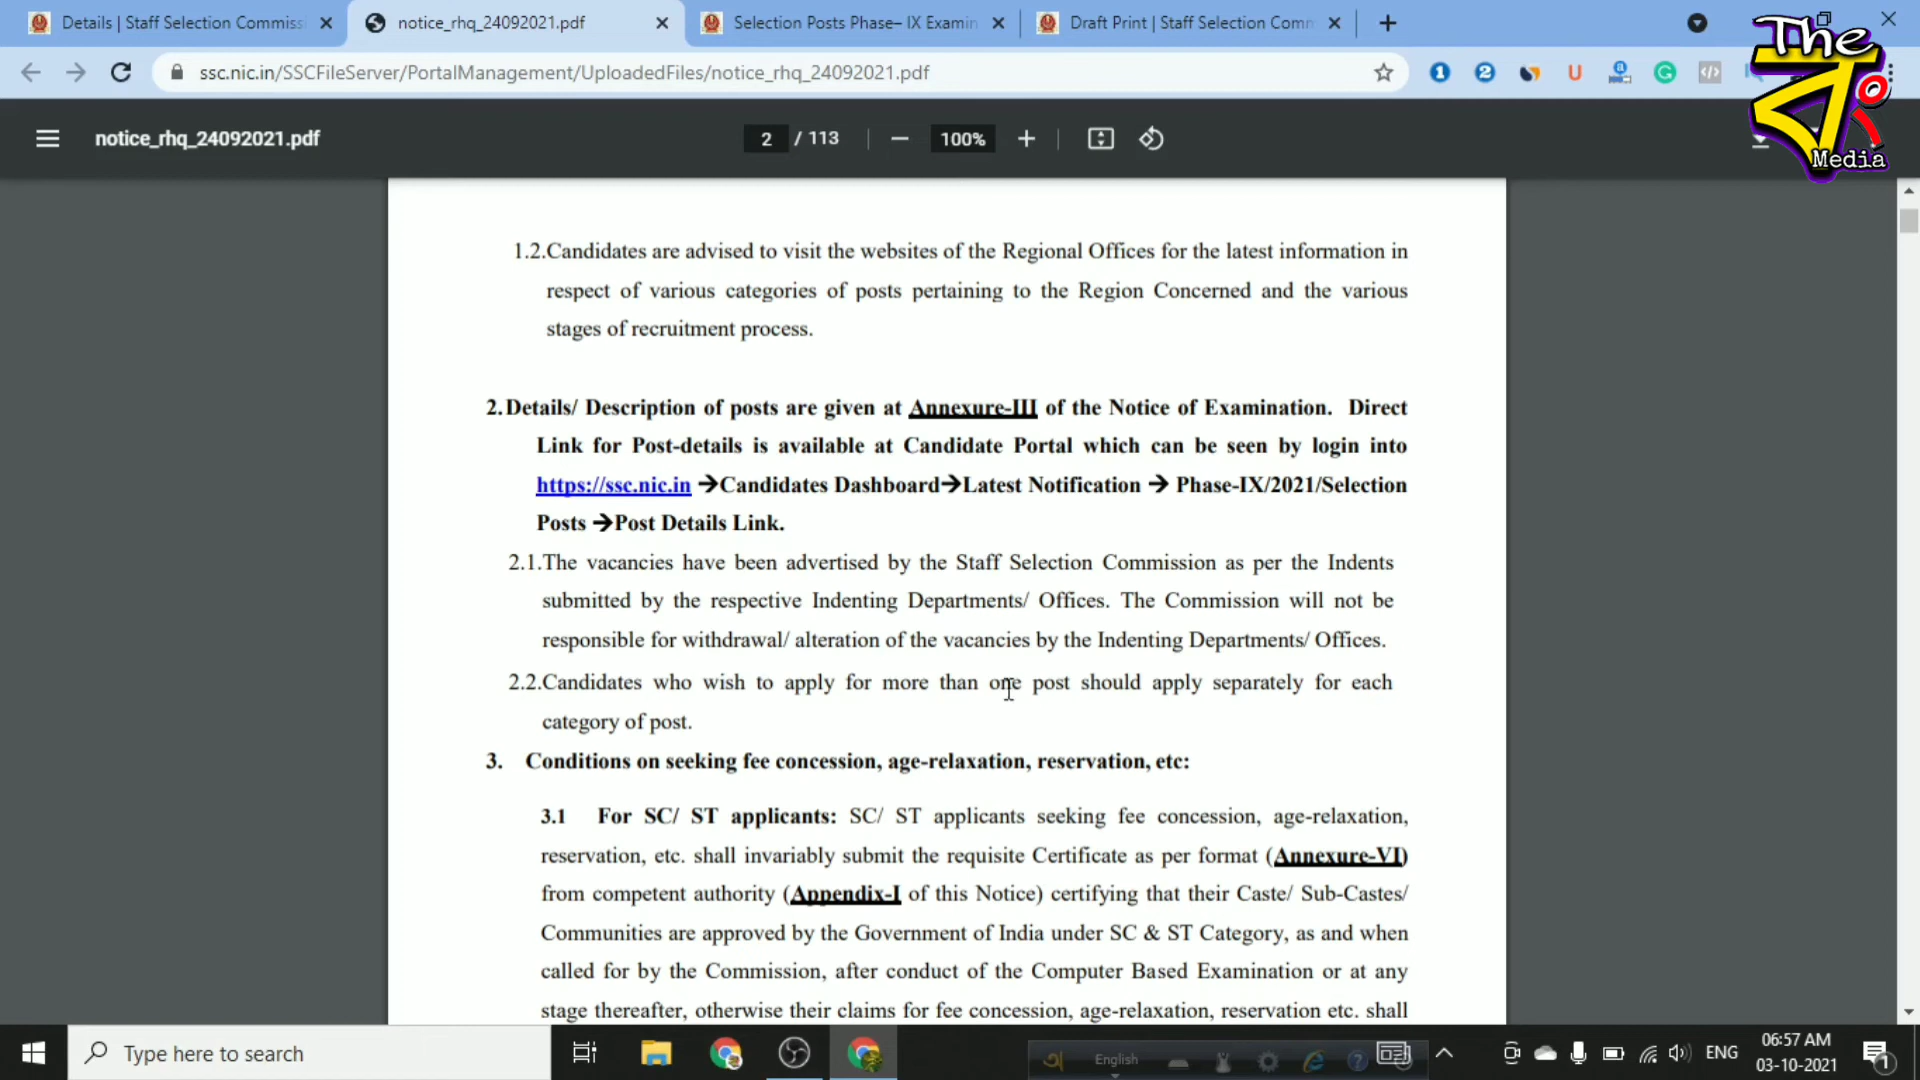 Details | Staff Selection Commiss
notice_rhq_24092021.pdf
Selection Posts Phase– IX Examin
Draft Print | Staff Selection Comm
ssc.nic.in/SSCFileServer/PortalManagement/UploadedFiles/notice_rhq_24092021.pdf
The
Media
notice_rhq_24092021.pdf
2 / 113
100%
1.2.Candidates are advised to visit the websites of the Regional Offices for the latest information in
respect of various categories of posts pertaining to the Region Concerned and the various
stages of recruitment process.
2. Details/ Description of posts are given at Annexure-III of the Notice of Examination. Direct
Link for Post-details is available at Candidate Portal which can be seen by login into
https://ssc.nic.in →Candidates Dashboard→Latest Notification → Phase-IX/2021/Selection
Posts →Post Details Link.
2.1.The vacancies have been advertised by the Staff Selection Commission as per the Indents
submitted by the respective Indenting Departments/ Offices. The Commission will not be
responsible for withdrawal/ alteration of the vacancies by the Indenting Departments/ Offices.
2.2.Candidates who wish to apply for more than one post should apply separately for each
category of post.
3. Conditions on seeking fee concession, age-relaxation, reservation, etc:
3.1 For SC/ ST applicants: SC/ ST applicants seeking fee concession, age-relaxation,
reservation, etc. shall invariably submit the requisite Certificate as per format (Annexure-VI)
from competent authority (Appendix-I of this Notice) certifying that their Caste/ Sub-Castes/
Communities are approved by the Government of India under SC & ST Category, as and when
called for by the Commission, after conduct of the Computer Based Examination or at any
stage thereafter, otherwise their claims for fee concession, age-relaxation, reservation etc. shall
Type here to search
English
ENG
06:57 AM
03-10-2021
1